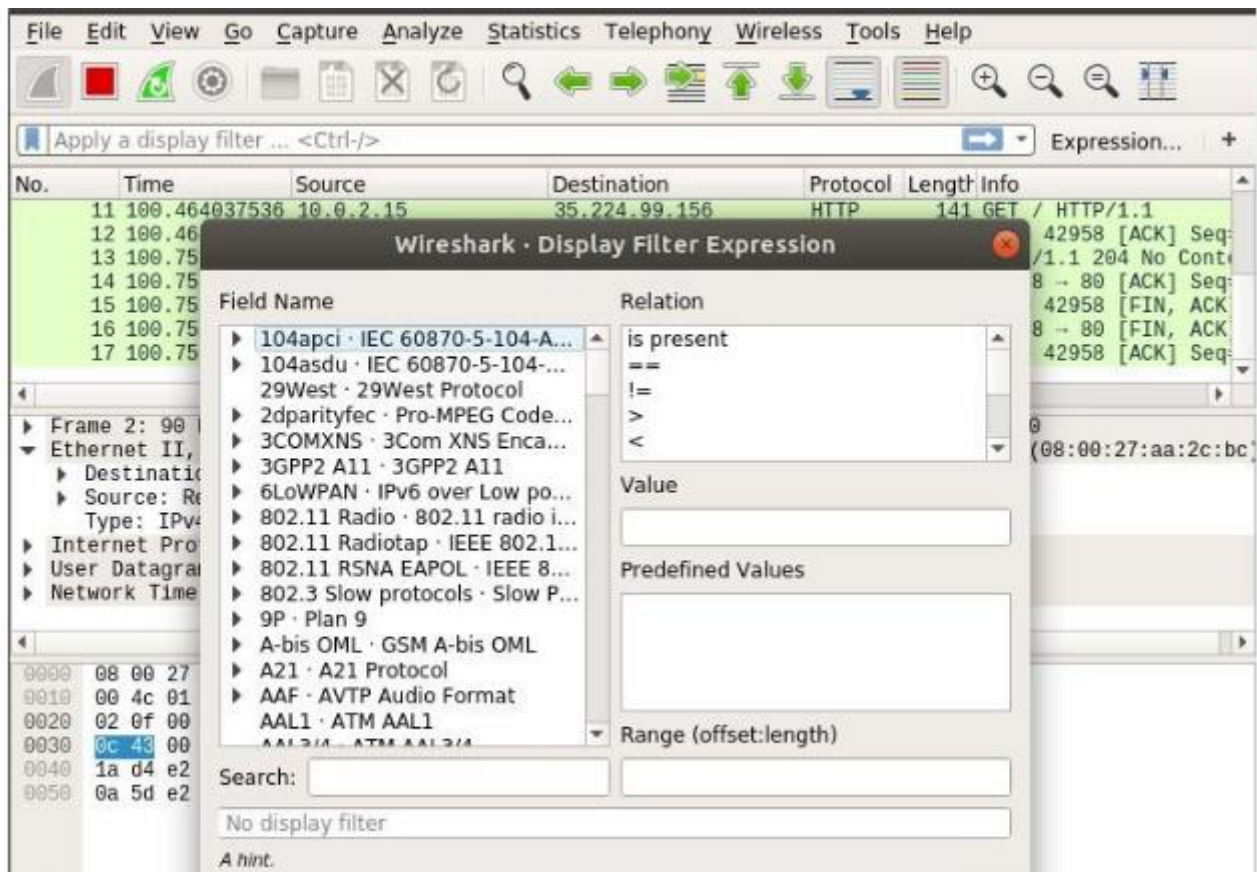 File Edit View Go Capture Analyze Statistics Telephony Wireless Tools Help
Apply a display filter ... <Ctrl-/>
Expression... +
No. Time Source Destination Protocol Length Info
11 100.464037536 10.0.2.15 35.224.99.156 HTTP 141 GET / HTTP/1.1
12 100.46 42958 [ACK] Seq=
13 100.75 /1.1 204 No Conte
14 100.75 8 → 80 [ACK] Seq=
15 100.75 42958 [FIN, ACK
16 100.75 8 → 80 [FIN, ACK
17 100.75 42958 [ACK] Seq=
Wireshark · Display Filter Expression
Field Name
104apci · IEC 60870-5-104-A...
104asdu · IEC 60870-5-104-...
29West · 29West Protocol
2dparityfec · Pro-MPEG Code...
3COMXNS · 3Com XNS Enca...
3GPP2 A11 · 3GPP2 A11
6LoWPAN · IPv6 over Low po...
802.11 Radio · 802.11 radio i...
802.11 Radiotap · IEEE 802.1...
802.11 RSNA EAPOL · IEEE 8...
802.3 Slow protocols · Slow P...
9P · Plan 9
A-bis OML · GSM A-bis OML
A21 · A21 Protocol
AAF · AVTP Audio Format
AAL1 · ATM AAL1
AAL3/4 · ATM AAL3/4
Search:
No display filter
A hint.
Relation
is present
==
!=
>
<
Value
Predefined Values
Range (offset:length)
Frame 2: 90
Ethernet II, (08:00:27:aa:2c:bc)
Destinatio
Source: Re
Type: IPv4
Internet Pro
User Datagra
Network Time
0000 08 00 27
0010 00 4c 01
0020 02 0f 00
0030 0c 43 00
0040 1a d4 e2
0050 0a 5d e2